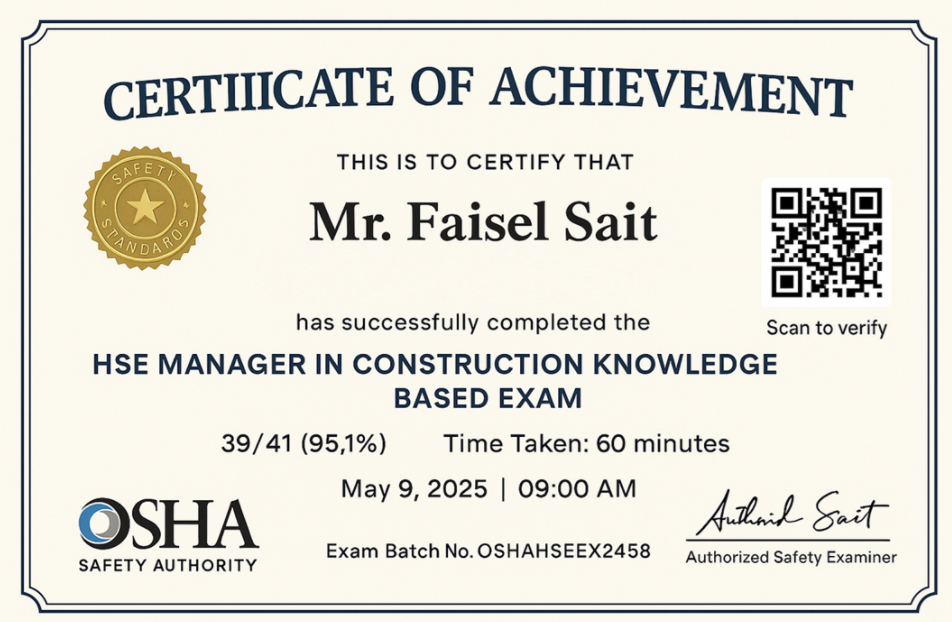 CERTIIICATE OF ACHIEVEMENT
THIS IS TO CERTIFY THAT
SAFETY
STANDAROS
Mr. Faisel Sait
has successfully completed the
Scan to verify
HSE MANAGER IN CONSTRUCTION KNOWLEDGE
BASED EXAM
39/41 (95,1%) Time Taken: 60 minutes
May 9, 2025 | 09:00 AM
OSHA
SAFETY AUTHORITY
Exam Batch No. OSHAHSEEX2458
Sait
Authorized Safety Examiner